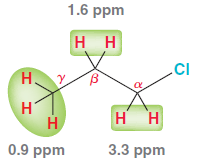 1.6 ppm
H H
Cl
H γ β α
H
H H H
0.9 ppm 3.3 ppm